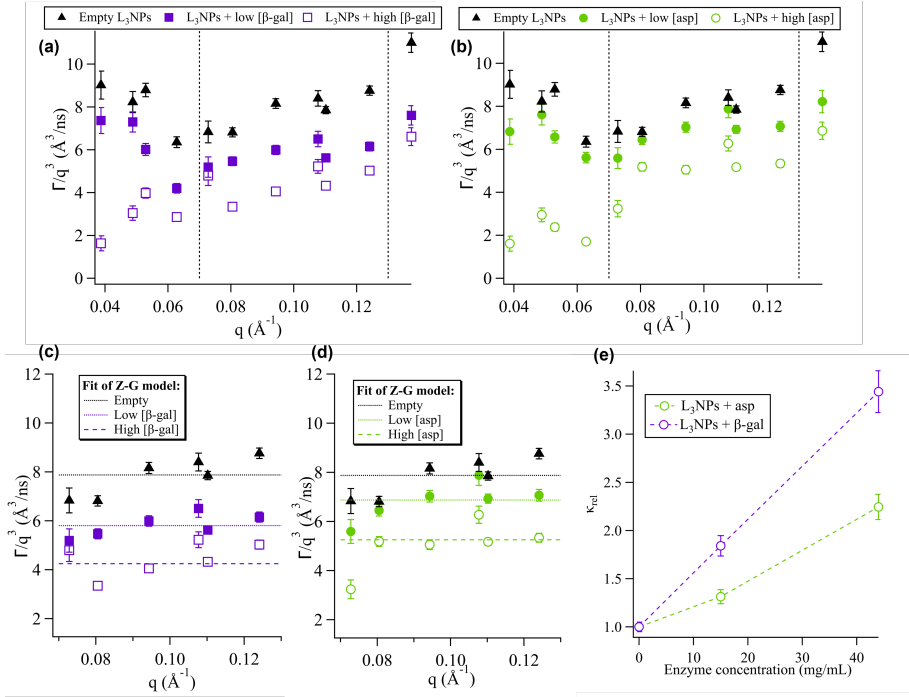 Empty L₃NPs L₃NPs + low [β-gal] L₃NPs + high [β-gal]
(a)
Γ/q³ (Å³/ns)
10
8
6
4
2
0
0.04 0.06 0.08 0.10 0.12
q (Å⁻¹)
Empty L₃NPs L₃NPs + low [asp] L₃NPs + high [asp]
(b)
Γ/q³ (Å³/ns)
10
8
6
4
2
0
0.04 0.06 0.08 0.10 0.12
q (Å⁻¹)
(c)
Fit of Z-G model:
Empty
Low [β-gal]
High [β-gal]
Γ/q³ (Å³/ns)
12
10
8
6
4
2
0.08 0.10 0.12
q (Å⁻¹)
(d)
Fit of Z-G model:
Empty
Low [asp]
High [asp]
Γ/q³ (Å³/ns)
12
10
8
6
4
2
0.08 0.10 0.12
q (Å⁻¹)
(e)
L₃NPs + asp
L₃NPs + β-gal
κrel
3.5
3.0
2.5
2.0
1.5
1.0
0 10 20 30 40
Enzyme concentration (mg/mL)